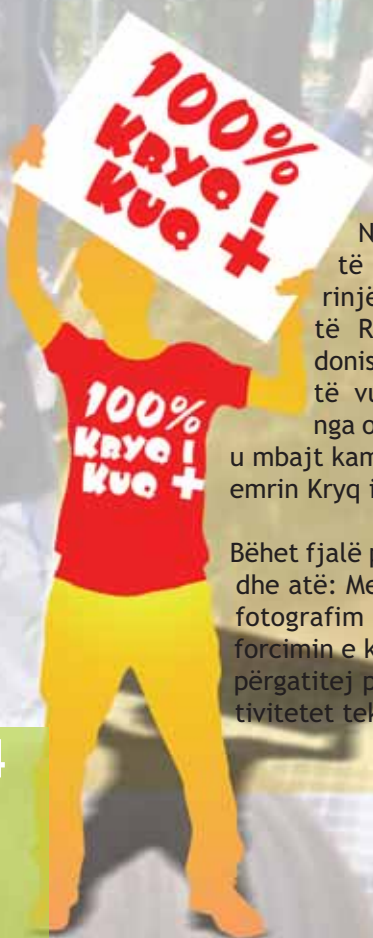 100%
KRYQ I
KUQ +
100%
KRYQ I
KUQ +
N
të
rinjë
të R
donis
të vu
nga o
u mbajt kam
emrin Kryq i
Bëhet fjalë p
dhe atë: Me
fotografim
forcimin e k
përgatitej p
tivitetet tek
4